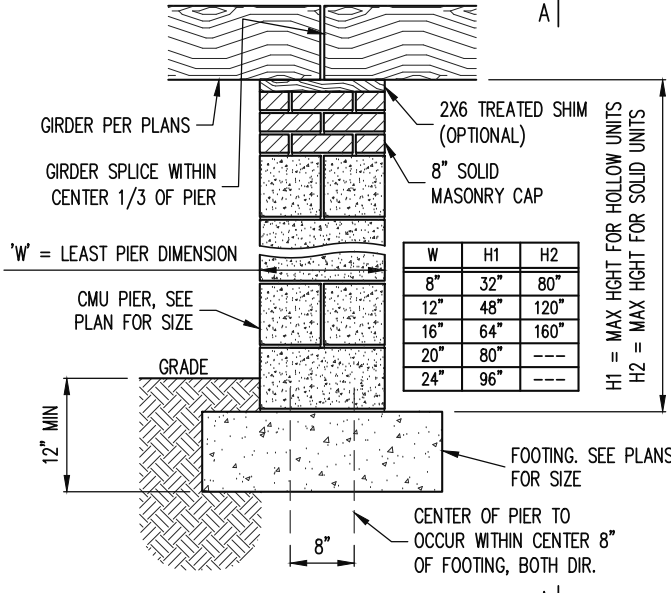 A
GIRDER PER PLANS
GIRDER SPLICE WITHIN
CENTER 1/3 OF PIER
2X6 TREATED SHIM
(OPTIONAL)
8" SOLID
MASONRY CAP
'W' = LEAST PIER DIMENSION
CMU PIER, SEE
PLAN FOR SIZE
W H1 H2
8" 32" 80"
12" 48" 120"
16" 64" 160"
20" 80" ---
24" 96" ---
H1 = MAX HGHT FOR HOLLOW UNITS
H2 = MAX HGHT FOR SOLID UNITS
GRADE
12" MIN
FOOTING. SEE PLANS
FOR SIZE
8"
CENTER OF PIER TO
OCCUR WITHIN CENTER 8"
OF FOOTING, BOTH DIR.